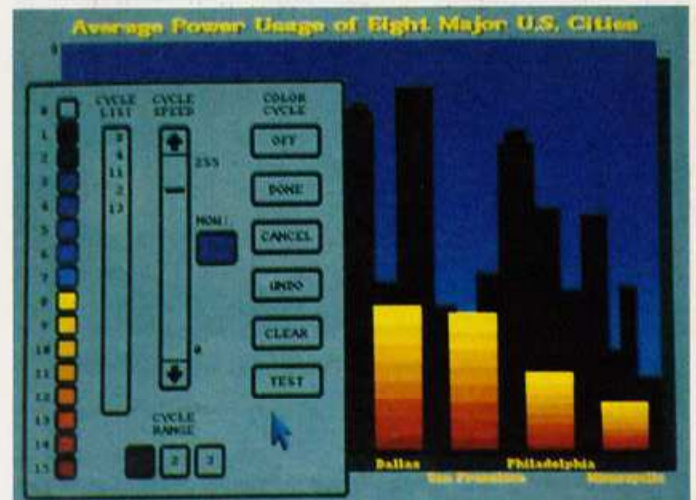 Average Power Usage of Eight Major U.S. Cities
CYCLE LIST
CYCLE SPEED
COLOR CYCLE
0
1
2
3
4
5
6
7
8
9
10
11
12
13
14
15
11
2
13
255
NOW:
0
OFF
DONE
CANCEL
UNDO
CLEAR
TEST
CYCLE RANGE
2
3
Dallas
San Francisco
Philadelphia
Minneapolis